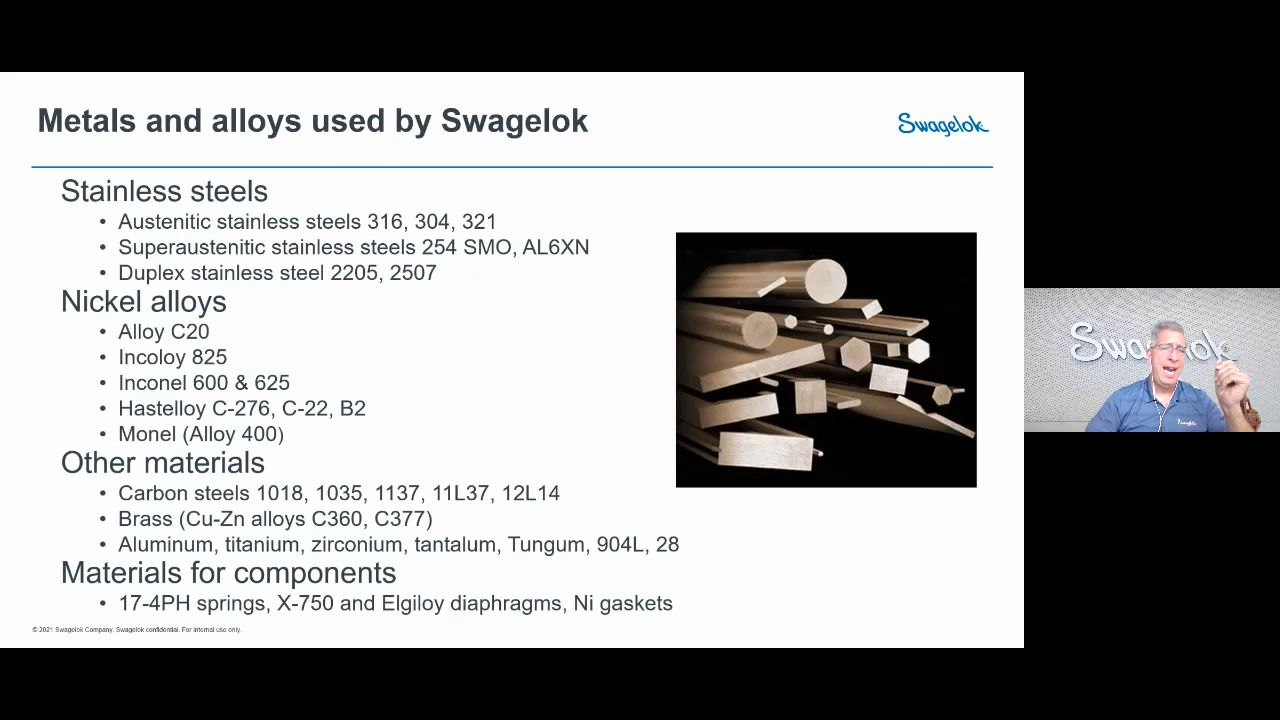 Metals and alloys used by Swagelok
Swagelok
Stainless steels
• Austenitic stainless steels 316, 304, 321
• Superaustenitic stainless steels 254 SMO, AL6XN
• Duplex stainless steel 2205, 2507
Nickel alloys
• Alloy C20
• Incoloy 825
• Inconel 600 & 625
• Hastelloy C-276, C-22, B2
• Monel (Alloy 400)
Other materials
• Carbon steels 1018, 1035, 1137, 11L37, 12L14
• Brass (Cu-Zn alloys C360, C377)
• Aluminum, titanium, zirconium, tantalum, Tungum, 904L, 28
Materials for components
• 17-4PH springs, X-750 and Elgiloy diaphragms, Ni gaskets
© 2021 Swagelok Company. Swagelok confidential. For internal use only.
Swagelok
Swagelok